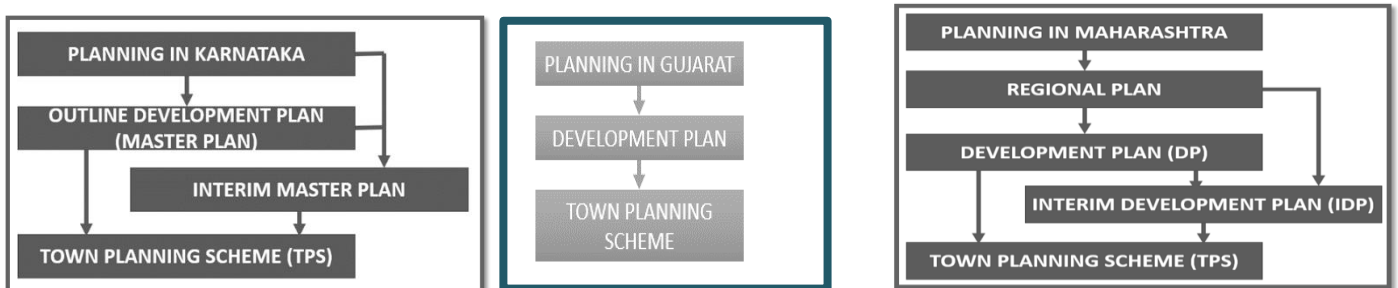 PLANNING IN KARNATAKA
OUTLINE DEVELOPMENT PLAN
(MASTER PLAN)
INTERIM MASTER PLAN
TOWN PLANNING SCHEME (TPS)
PLANNING IN GUJARAT
DEVELOPMENT PLAN
TOWN PLANNING
SCHEME
PLANNING IN MAHARASHTRA
REGIONAL PLAN
DEVELOPMENT PLAN (DP)
INTERIM DEVELOPMENT PLAN (IDP)
TOWN PLANNING SCHEME (TPS)